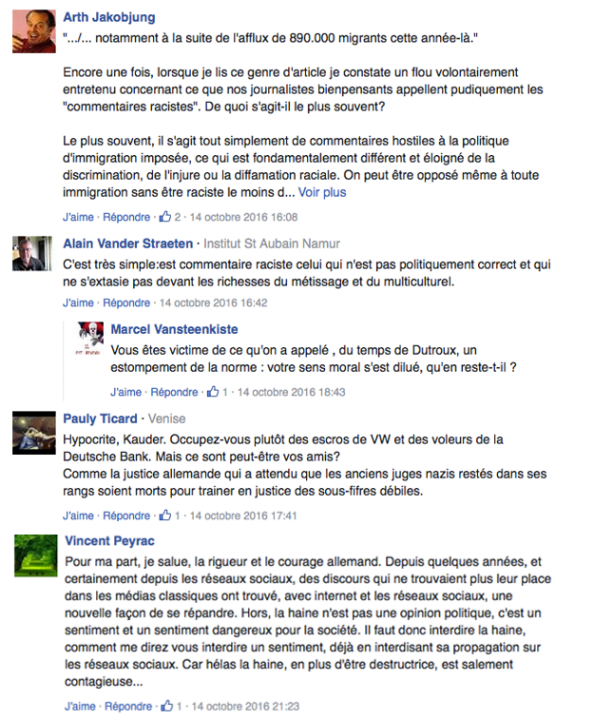 Arth Jakobjung
".../... notamment à la suite de l'afflux de 890.000 migrants cette année-là."
Encore une fois, lorsque je lis ce genre d'article je constate un flou volontairement
entretenu concernant ce que nos journalistes bienpensants appellent pudiquement les
"commentaires racistes". De quoi s'agit-il le plus souvent?
Le plus souvent, il s'agit tout simplement de commentaires hostiles à la politique
d'immigration imposée, ce qui est fondamentalement différent et éloigné de la
discrimination, de l'injure ou la diffamation raciale. On peut être opposé même à toute
immigration sans être raciste le moins d... Voir plus
J'aime · Répondre · 2 · 14 octobre 2016 16:08
Alain Vander Straeten · Institut St Aubain Namur
C'est très simple:est commentaire raciste celui qui n'est pas politiquement correct et qui
ne s'extasie pas devant les richesses du métissage et du multiculturel.
J'aime · Répondre · 14 octobre 2016 16:42
Marcel Vansteenkiste
Vous êtes victime de ce qu'on a appelé , du temps de Dutroux, un
estompement de la norme : votre sens moral s'est dilué, qu'en reste-t-il ?
J'aime · Répondre · 1 · 14 octobre 2016 18:43
Pauly Ticard · Venise
Hypocrite, Kauder. Occupez-vous plutôt des escros de VW et des voleurs de la
Deutsche Bank. Mais ce sont peut-être vos amis?
Comme la justice allemande qui a attendu que les anciens juges nazis restés dans ses
rangs soient morts pour trainer en justice des sous-fifres débiles.
J'aime · Répondre · 1 · 14 octobre 2016 17:41
Vincent Peyrac
Pour ma part, je salue, la rigueur et le courage allemand. Depuis quelques années, et
certainement depuis les réseaux sociaux, des discours qui ne trouvaient plus leur place
dans les médias classiques ont trouvé, avec internet et les réseaux sociaux, une
nouvelle façon de se répandre. Hors, la haine n'est pas une opinion politique, c'est un
sentiment et un sentiment dangereux pour la société. Il faut donc interdire la haine,
comment me direz vous interdire un sentiment, déjà en interdisant sa propagation sur
les réseaux sociaux. Car hélas la haine, en plus d'être destructrice, est salement
contagieuse...
J'aime · Répondre · 1 · 14 octobre 2016 21:23